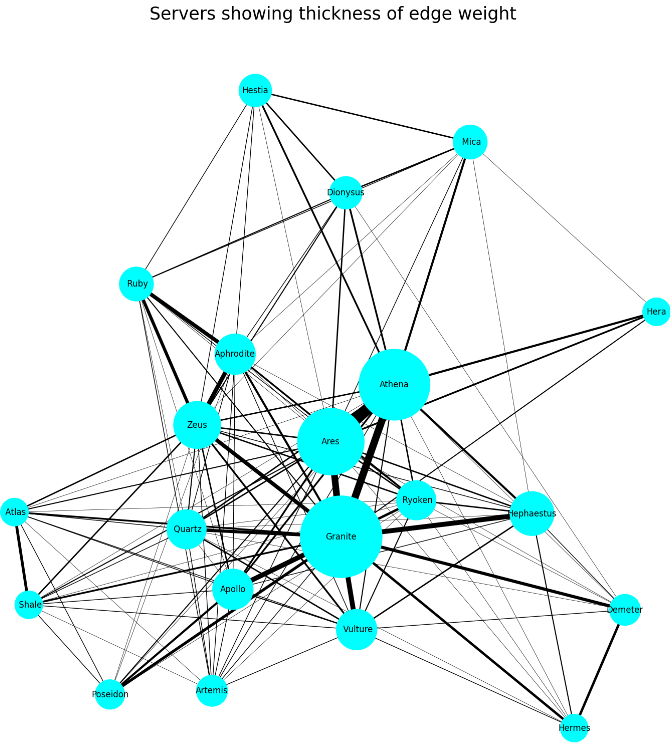 Servers showing thickness of edge weight
Hestia
Mica
Dionysus
Ruby
Hera
Aphrodite
Athena
Zeus
Ares
Ryoken
Atlas
Hephaestus
Quartz
Granite
Apollo
Shale
Demeter
Vulture
Poseidon
Artemis
Hermes